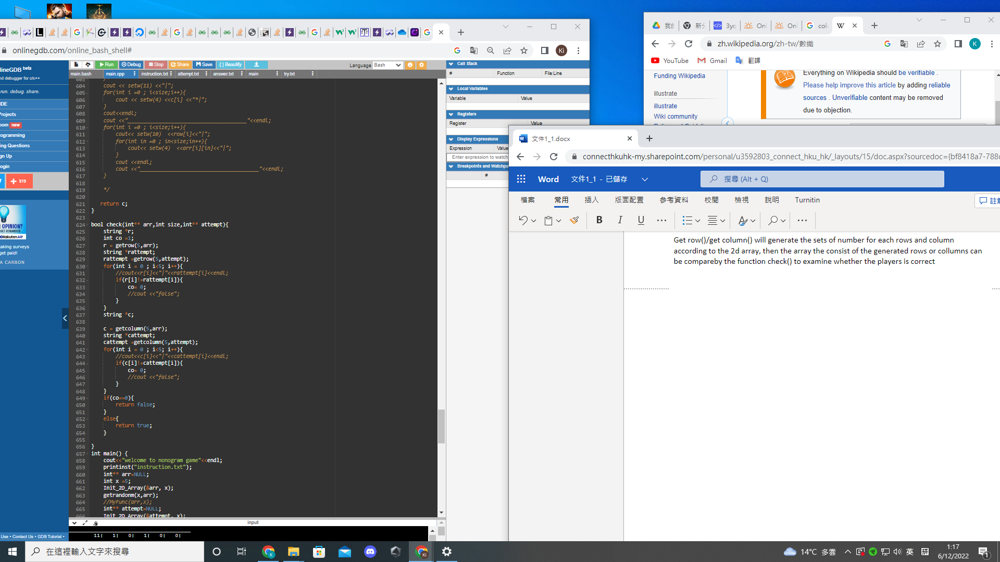 onlinegdb.com/online_bash_shell#
Ki
lineGDB beta
nd debugger for c/c++
run. debug. share.
IDE
Projects
oom new
rogramming
ing Questions
gn Up
ogin
519
OPINION?
GET REWARDED.
Rakuten AIP
aking surveys
get paid!
A CARBON
Use • Contact Us • GDB Tutorial •
Run Debug Stop Share Save { } Beautify
Language Bash
main.bash main.cpp instruction.txt attempt.txt answer.txt main try.txt
603 /*
604 cout << setw(11) <<"|";
605 for(int i =0 ; i<size;i++){
606 cout << setw(4) <<c[i] <<"*|";
607 }
608 cout<<endl;
609 cout <<"_______________________________________"<<endl;
610 for(int i =0 ; i<size;i++){
611 cout<< setw(10) <<row[i]<<"|";
612 for(int in =0 ; in<size;in++){
613 cout<< setw(4) <<arr[i][in]<<"|";
614 }
615 cout <<endl;
616 cout <<"_______________________________________"<<endl;
617 }
618
619 */
620
621 return c;
622 }
623
624 bool check(int** arr,int size,int** attempt){
625 string *r;
626 int co =1;
627 r = getrow(5,arr);
628 string *rattempt;
629 rattempt =getrow(5,attempt);
630 for(int i = 0 ; i<5; i++){
631 //cout<<r[i]<<"|"<<rattempt[i]<<endl;
632 if(r[i]!=rattempt[i]){
633 co= 0;
634 //cout <<"false";
635 }
636 }
637 string *c;
638
639 c = getcolumn(5,arr);
640 string *cattempt;
641 cattempt =getcolumn(5,attempt);
642 for(int i = 0 ; i<5; i++){
643 //cout<<c[i]<<"|"<<cattempt[i]<<endl;
644 if(c[i]!=cattempt[i]){
645 co= 0;
646 //cout <<"false";
647 }
648 }
649 if(co==0){
650 return false;
651 }
652 else{
653 return true;
654 }
655
656 }
657 int main() {
658 cout<<"welcome to nonogram game"<<endl;
659 printinst("instruction.txt");
660 int** arr=NULL;
661 int x =5;
662 Init_2D_Array(&arr, x);
663 getrandonm(x,arr);
664 //MyFunc(arr,x);
665 int** attempt=NULL;
666 Init_2D_Array(&attempt, x);
input
11| 1| 0| 1| 0| 0|
Call Stack
# Function File:Line
Local Variables
Variable Value
Registers
Register Value
Display Expressions
Expression Value
Enter expression to watch
Breakpoints and Watchpo
#
我的 新分 3yc Onl Onl colo W
zh.wikipedia.org/zh-tw/數織
K
YouTube Gmail 翻譯
Funding Wikipedia
illustrate
illustrate
Wiki community
Everything on Wikipedia should be verifiable .
Please help improve this article by adding reliable
sources . Unverifiable content may be removed
due to objection.
文件1_1.docx
connecthkuhk-my.sharepoint.com/personal/u3592803_connect_hku_hk/_layouts/15/doc.aspx?sourcedoc={bf8418a7-788c
Word 文件1_1 - 已儲存
搜尋 (Alt + Q)
檔案 常用 插入 版面配置 參考資料 校閱 檢視 說明 Turnitin
註解
B I U
Get row()/get column() will generate the sets of number for each rows and column
according to the 2d array, then the array the consist of the generated rows or collumns can
be compareby the function check() to examine whether the players is correct
在這裡輸入文字來搜尋
14°C 多雲
英
拼
1:17
6/12/2022
1